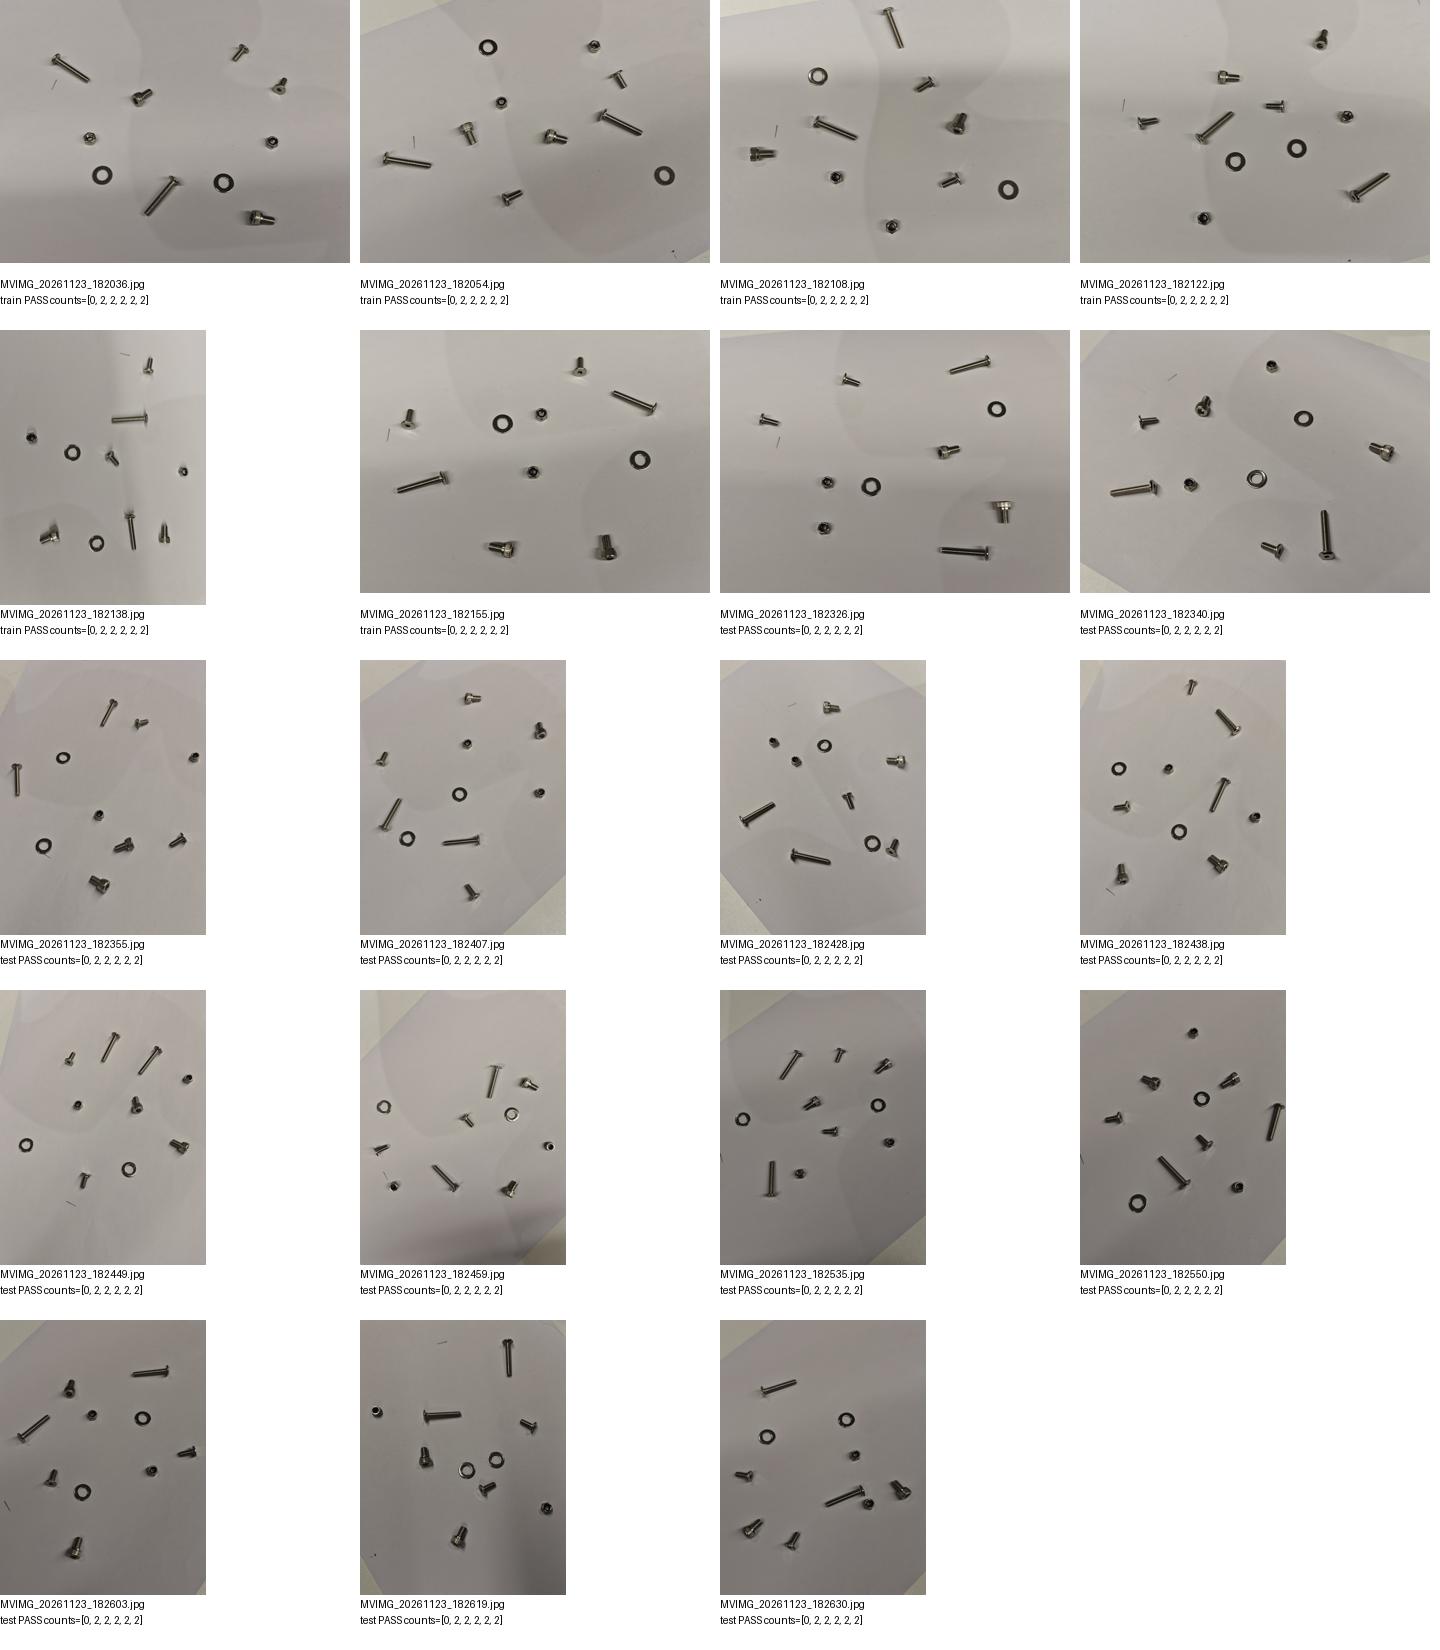 MVIMG_20261123_182036.jpg
train PASS counts=[0, 2, 2, 2, 2, 2]
MVIMG_20261123_182054.jpg
train PASS counts=[0, 2, 2, 2, 2, 2]
MVIMG_20261123_182108.jpg
train PASS counts=[0, 2, 2, 2, 2, 2]
MVIMG_20261123_182122.jpg
train PASS counts=[0, 2, 2, 2, 2, 2]
MVIMG_20261123_182138.jpg
train PASS counts=[0, 2, 2, 2, 2, 2]
MVIMG_20261123_182155.jpg
train PASS counts=[0, 2, 2, 2, 2, 2]
MVIMG_20261123_182326.jpg
test PASS counts=[0, 2, 2, 2, 2, 2]
MVIMG_20261123_182340.jpg
test PASS counts=[0, 2, 2, 2, 2, 2]
MVIMG_20261123_182355.jpg
test PASS counts=[0, 2, 2, 2, 2, 2]
MVIMG_20261123_182407.jpg
test PASS counts=[0, 2, 2, 2, 2, 2]
MVIMG_20261123_182428.jpg
test PASS counts=[0, 2, 2, 2, 2, 2]
MVIMG_20261123_182438.jpg
test PASS counts=[0, 2, 2, 2, 2, 2]
MVIMG_20261123_182449.jpg
test PASS counts=[0, 2, 2, 2, 2, 2]
MVIMG_20261123_182459.jpg
test PASS counts=[0, 2, 2, 2, 2, 2]
MVIMG_20261123_182535.jpg
test PASS counts=[0, 2, 2, 2, 2, 2]
MVIMG_20261123_182550.jpg
test PASS counts=[0, 2, 2, 2, 2, 2]
MVIMG_20261123_182603.jpg
test PASS counts=[0, 2, 2, 2, 2, 2]
MVIMG_20261123_182619.jpg
test PASS counts=[0, 2, 2, 2, 2, 2]
MVIMG_20261123_182630.jpg
test PASS counts=[0, 2, 2, 2, 2, 2]